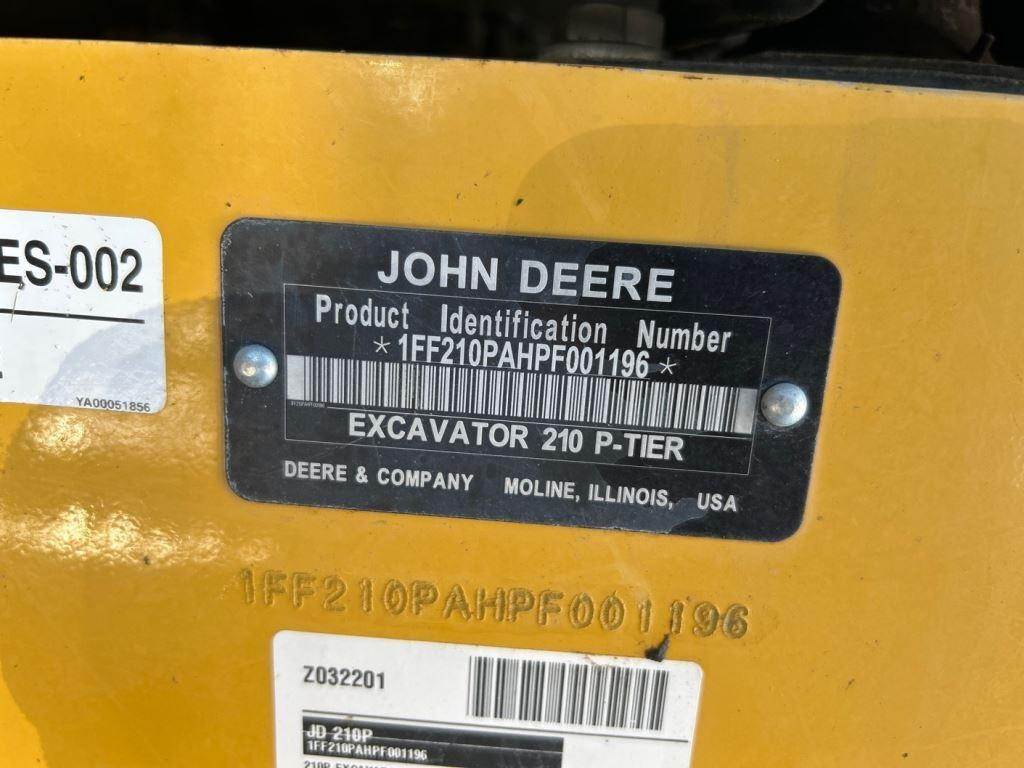 ES-002
YA00051856
JOHN DEERE
Product Identification Number
*1FF210PAHPF001196*
EXCAVATOR 210 P-TIER
DEERE & COMPANY MOLINE, ILLINOIS, USA
1FF210PAHPF001196
Z032201
JD 210P
1FF210PAHPF001196